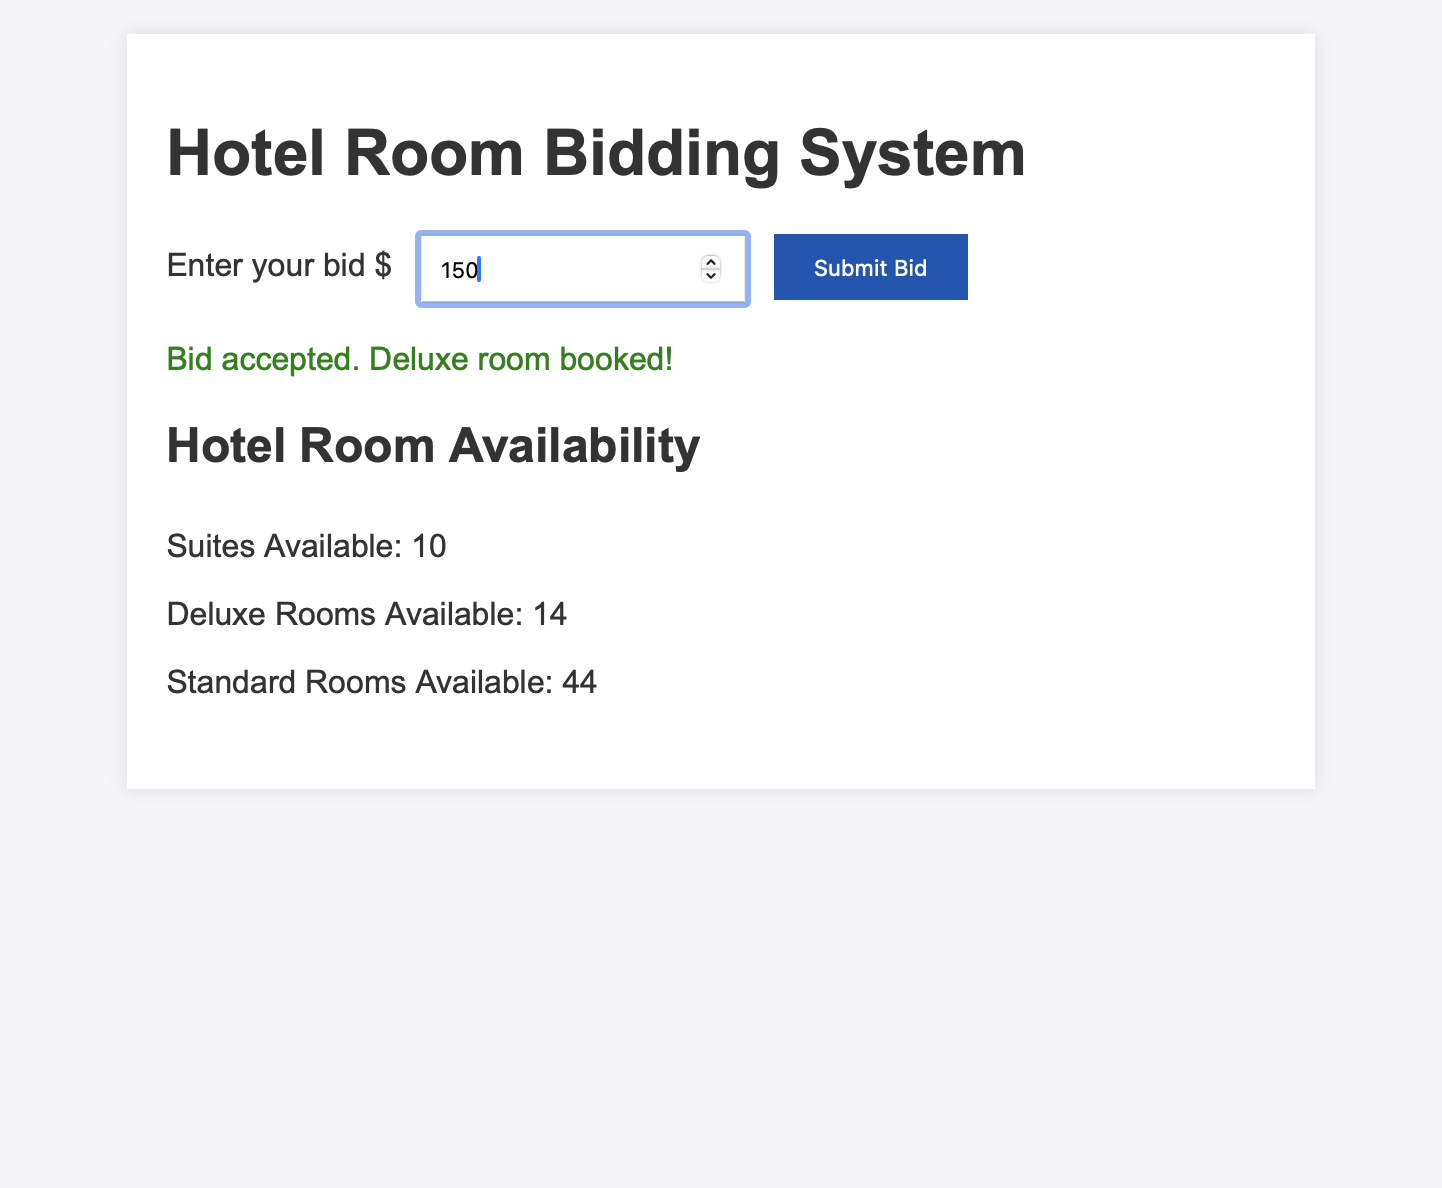 Hotel Room Bidding System
Enter your bid $ 150 Submit Bid
Bid accepted. Deluxe room booked!
Hotel Room Availability
Suites Available: 10
Deluxe Rooms Available: 14
Standard Rooms Available: 44